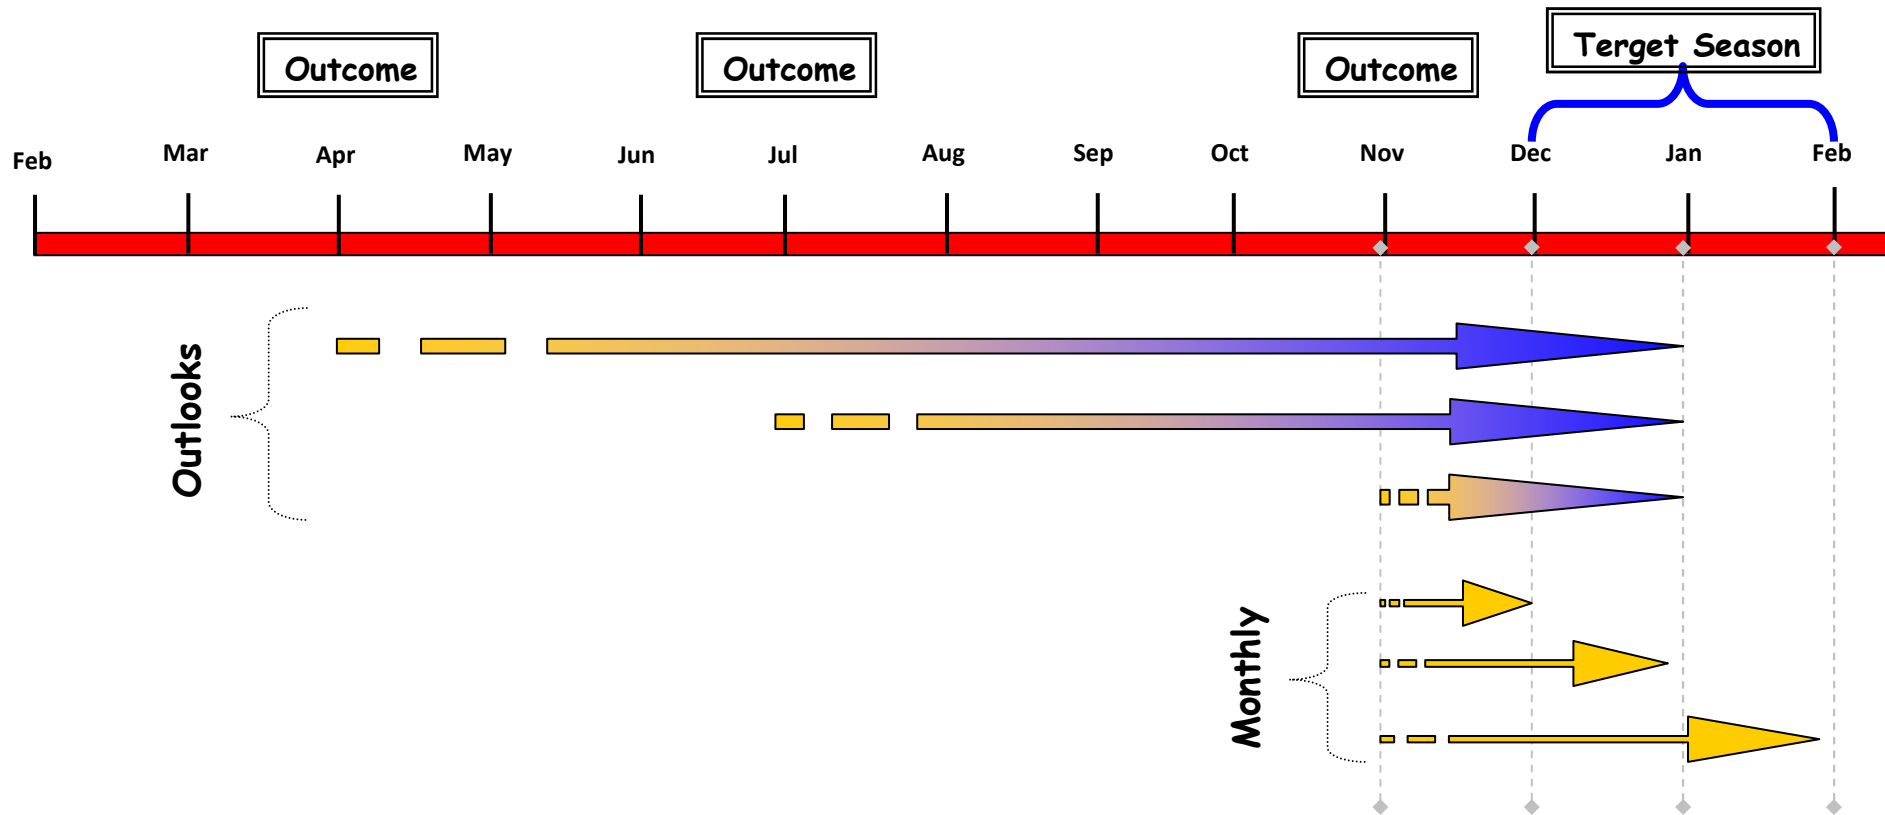 Outcome
Outcome
Outcome
Terget Season
Feb
Mar
Apr
May
Jun
Jul
Aug
Sep
Oct
Nov
Dec
Jan
Feb
Outlooks
Monthly